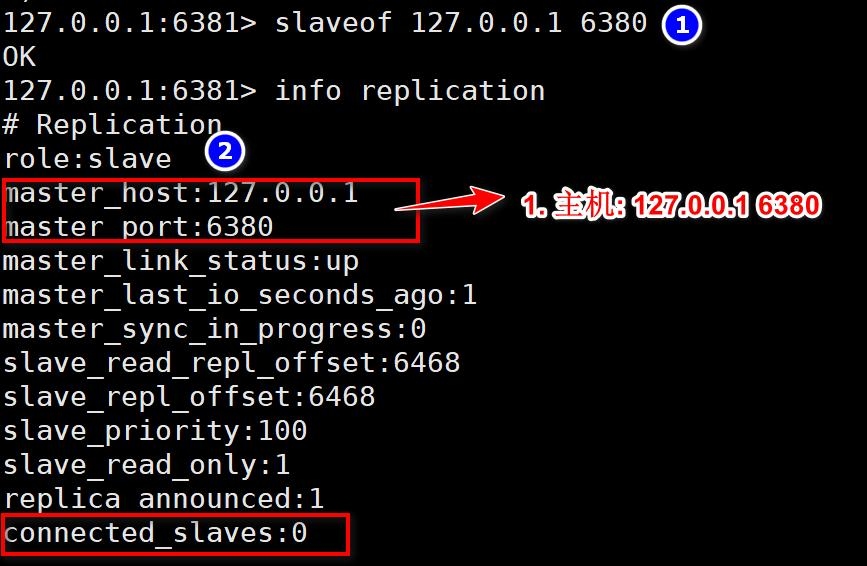 127.0.0.1:6381> slaveof 127.0.0.1 6380 1
OK
127.0.0.1:6381> info replication
# Replication
role:slave 2
master_host:127.0.0.1
1. 主机: 127.0.0.1 6380
master_port:6380
master_link_status:up
master_last_io_seconds_ago:1
master_sync_in_progress:0
slave_read_repl_offset:6468
slave_repl_offset:6468
slave_priority:100
slave_read_only:1
replica_announced:1
connected_slaves:0